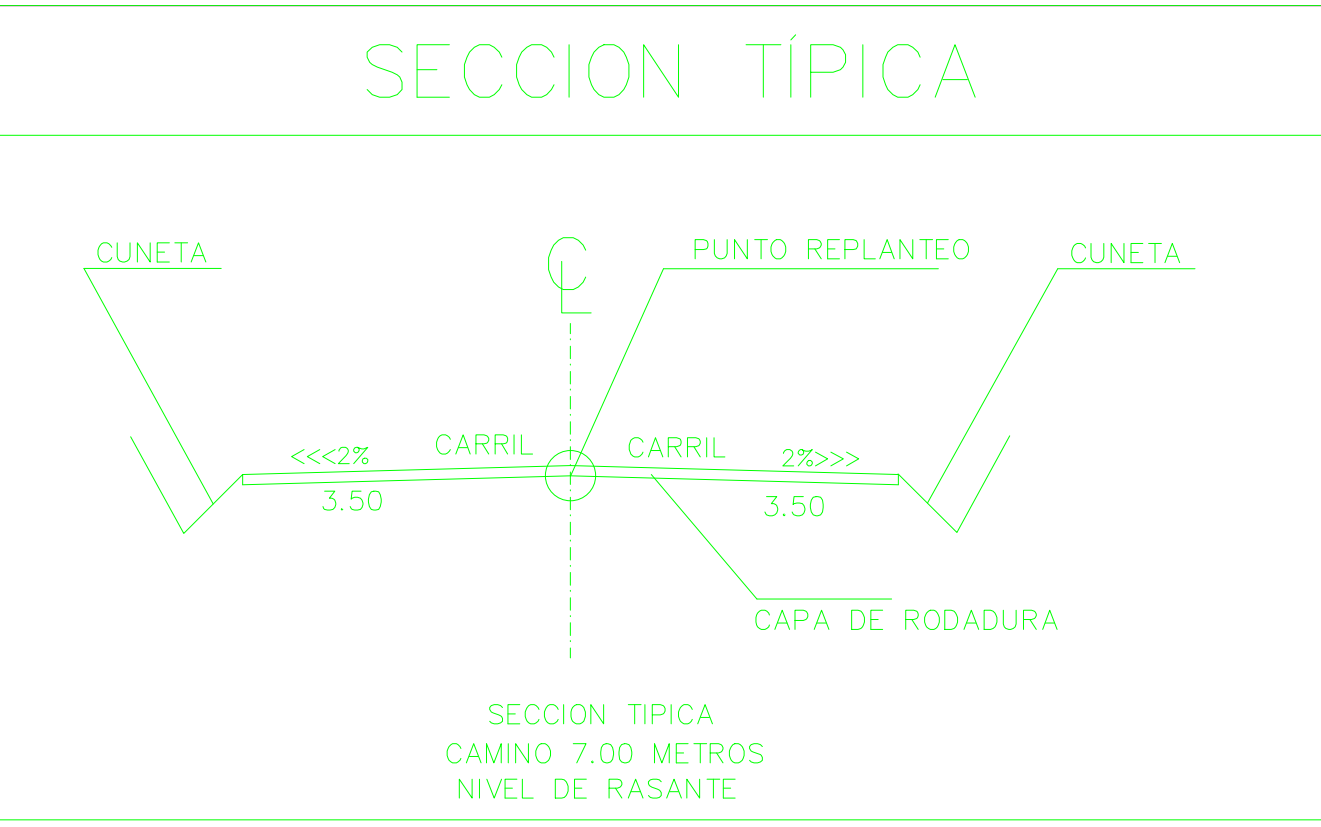 SECCION TÍPICA
CUNETA
CL
PUNTO REPLANTEO
CUNETA
<<<2%
CARRIL
CARRIL
2%>>>
3.50
3.50
CAPA DE RODADURA
SECCION TIPICA
CAMINO 7.00 METROS
NIVEL DE RASANTE